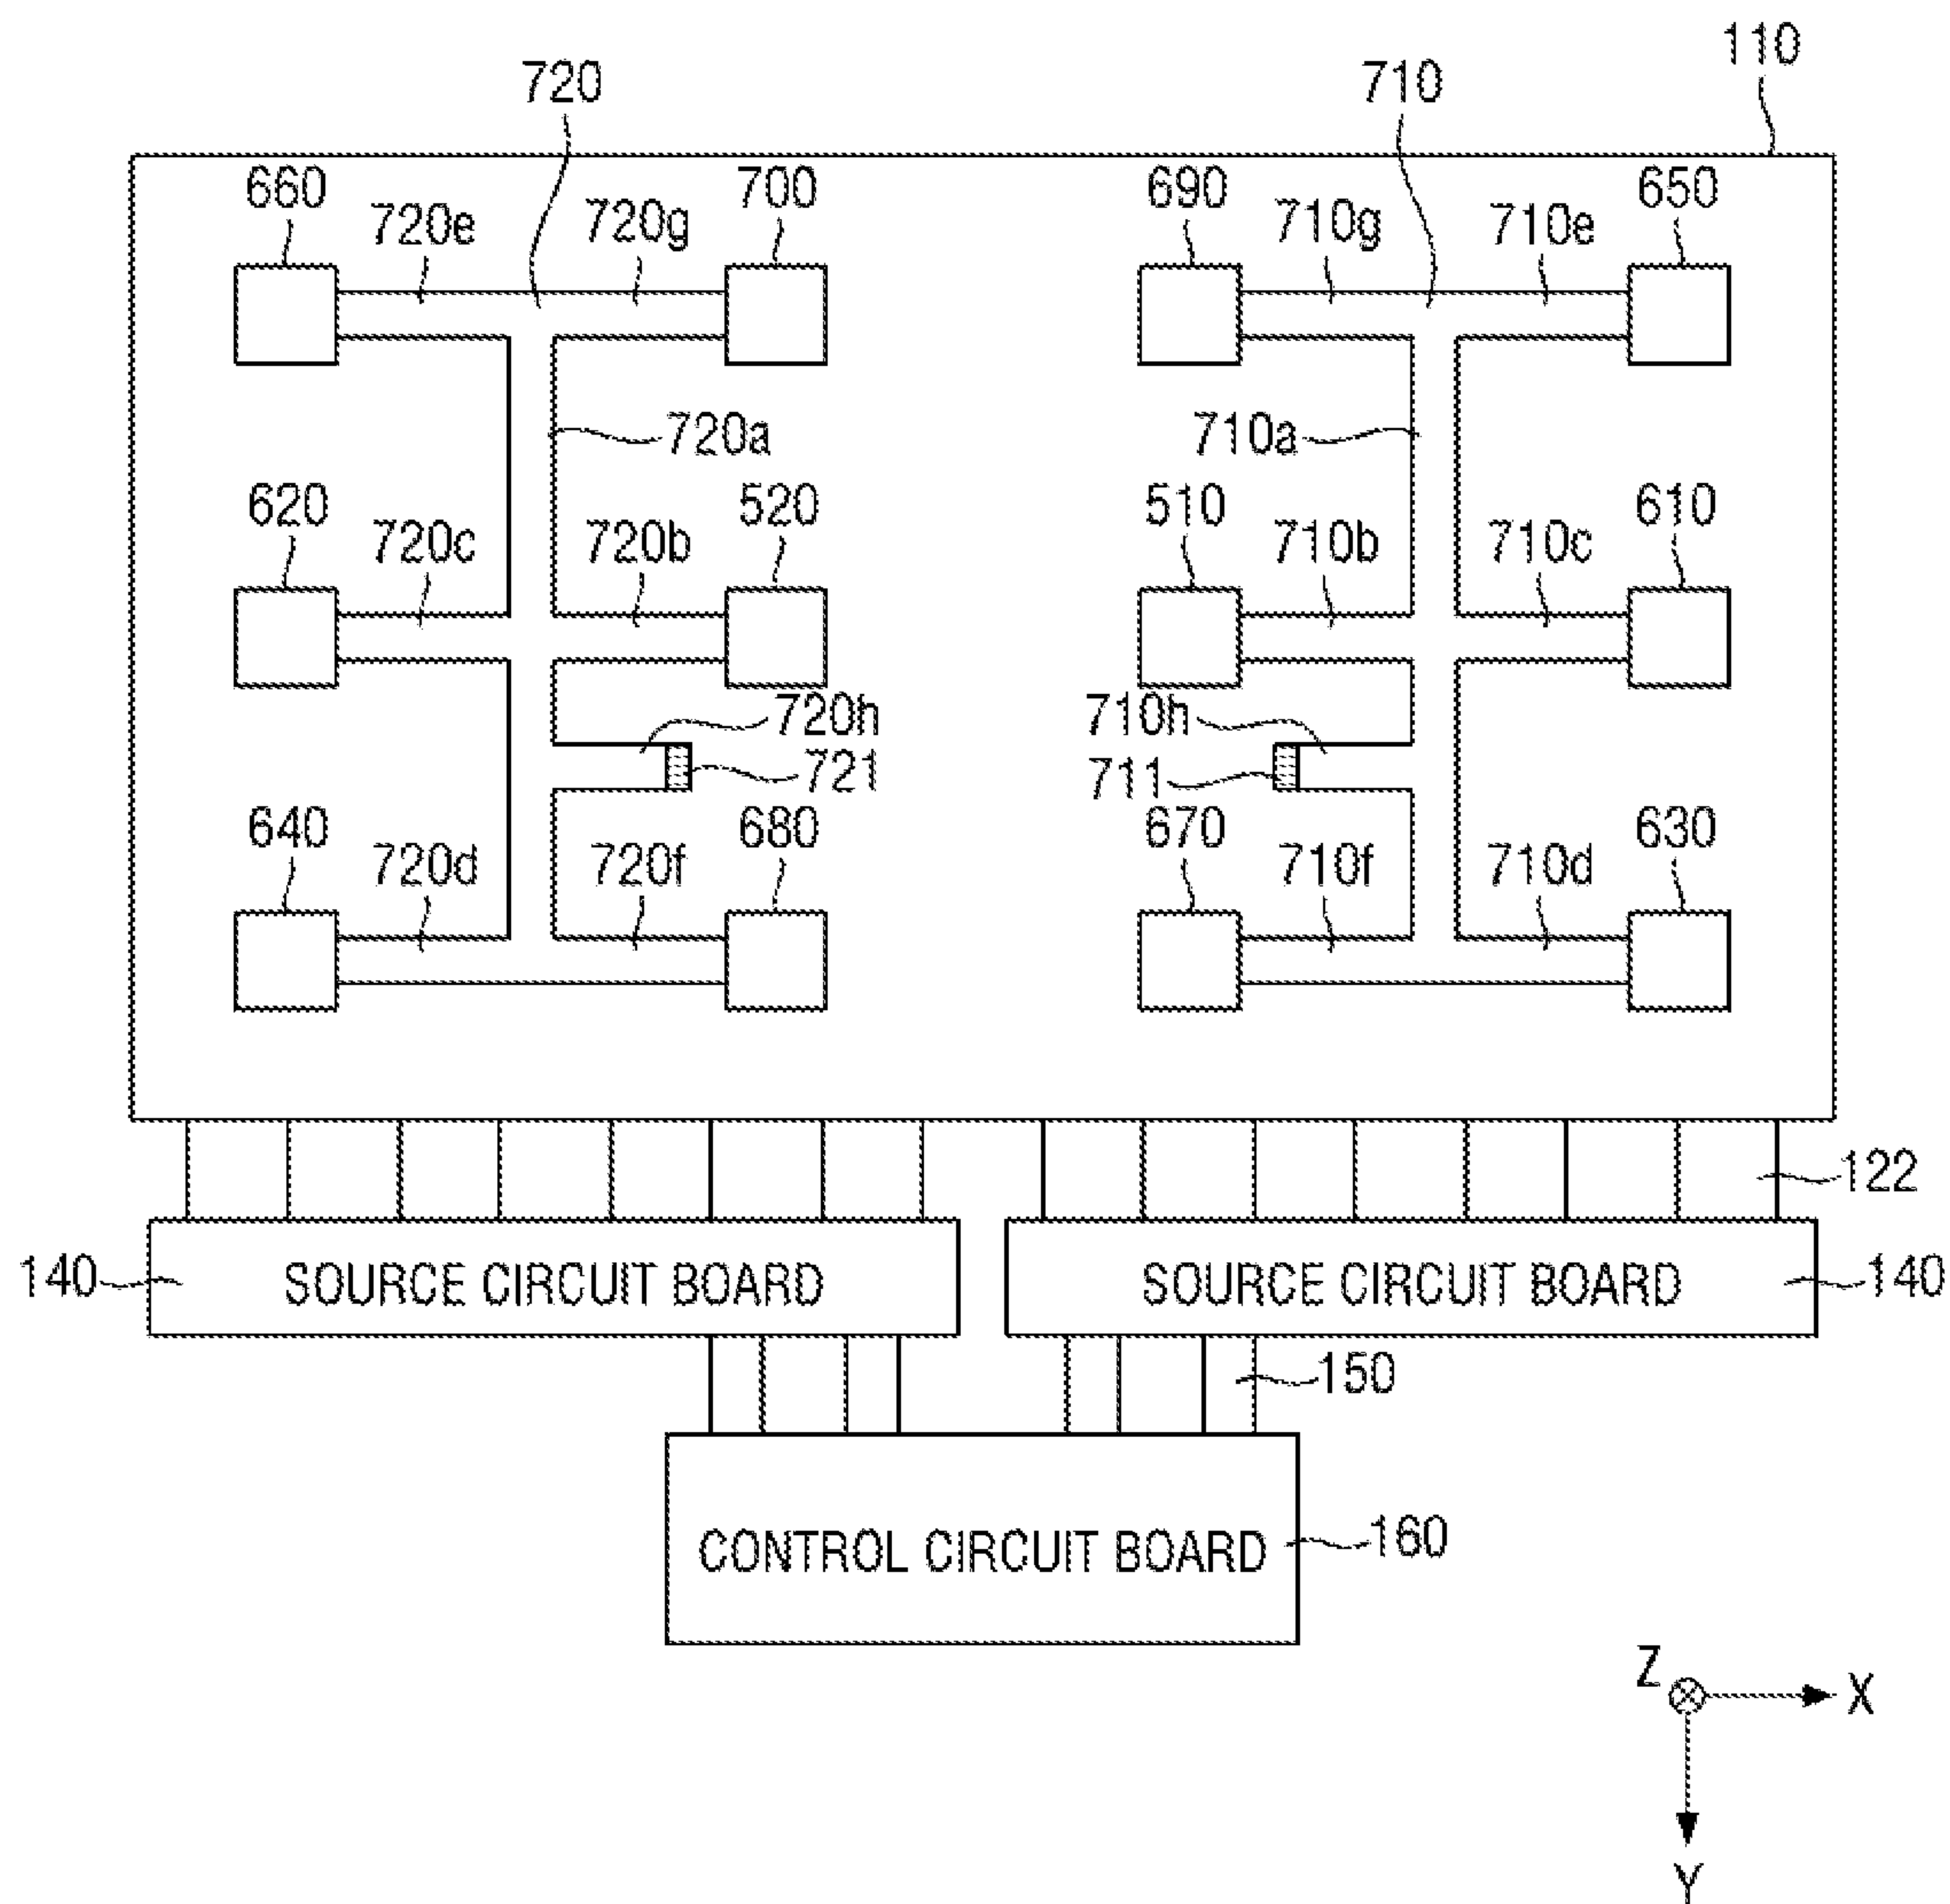 110
720 710
660 700 690 650
720e 720g 710g 710e
720a 710a
620 520 510 610
720c 720b 710b 710c
720h 710h
721 711
640 680 670 630
720d 720f 710f 710d
122
140 SOURCE CIRCUIT BOARD SOURCE CIRCUIT BOARD 140
150
CONTROL CIRCUIT BOARD 160
Z
X
Y